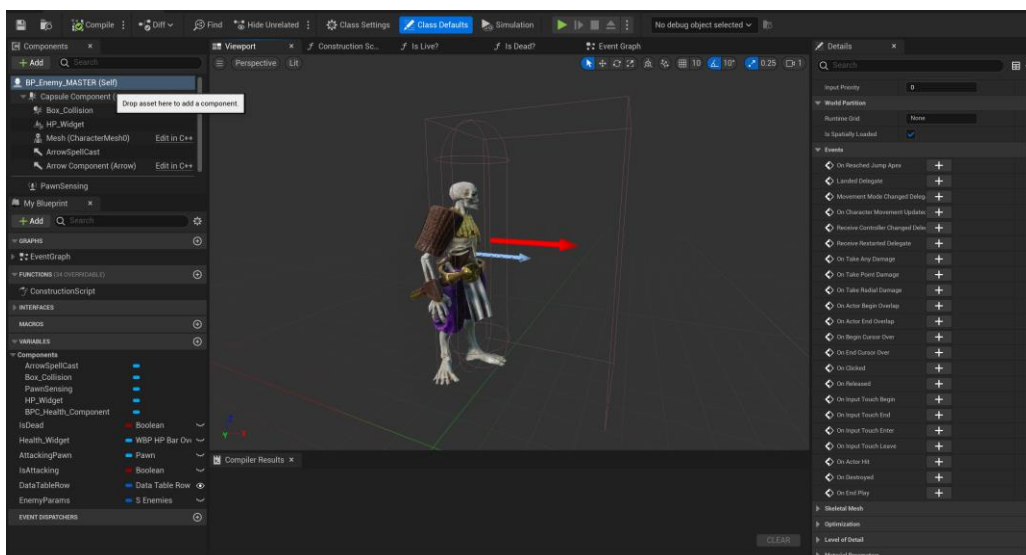 Compile
Diff
Find
Hide Unrelated
Class Settings
Class Defaults
Simulation
No debug object selected
Components
+ Add
Search
BP_Enemy_MASTER (Self)
Capsule Component (
Drop asset here to add a component.
Box_Collision
HP_Widget
Mesh (CharacterMesh0) Edit in C++
ArrowSpellCast
Arrow Component (Arrow) Edit in C++
PawnSensing
My Blueprint
+ Add
Search
GRAPHS
EventGraph
FUNCTIONS (34 OVERRIDABLE)
ConstructionScript
INTERFACES
MACROS
VARIABLES
Components
ArrowSpellCast
Box_Collision
PawnSensing
HP_Widget
BPC_Health_Component
IsDead Boolean
Health_Widget WBP HP Bar Ove
AttackingPawn Pawn
IsAttacking Boolean
DataTableRow Data Table Row
EnemyParams S Enemies
EVENT DISPATCHERS
Viewport
Construction Sc..
Is Live?
Is Dead?
Event Graph
Perspective Lit
10 10° 0.25 1
Z
Y X
Compiler Results
CLEAR
Details
Search
Input Priority 0
World Partition
Runtime Grid None
Is Spatially Loaded
Events
On Reached Jump Apex
Landed Delegate
Movement Mode Changed Deleg
On Character Movement Update
Receive Controller Changed Dele
Receive Restarted Delegate
On Take Any Damage
On Take Point Damage
On Take Radial Damage
On Actor Begin Overlap
On Actor End Overlap
On Begin Cursor Over
On End Cursor Over
On Clicked
On Released
On Input Touch Begin
On Input Touch End
On Input Touch Enter
On Input Touch Leave
On Actor Hit
On Destroyed
On End Play
Skeletal Mesh
Optimization
Level of Detail